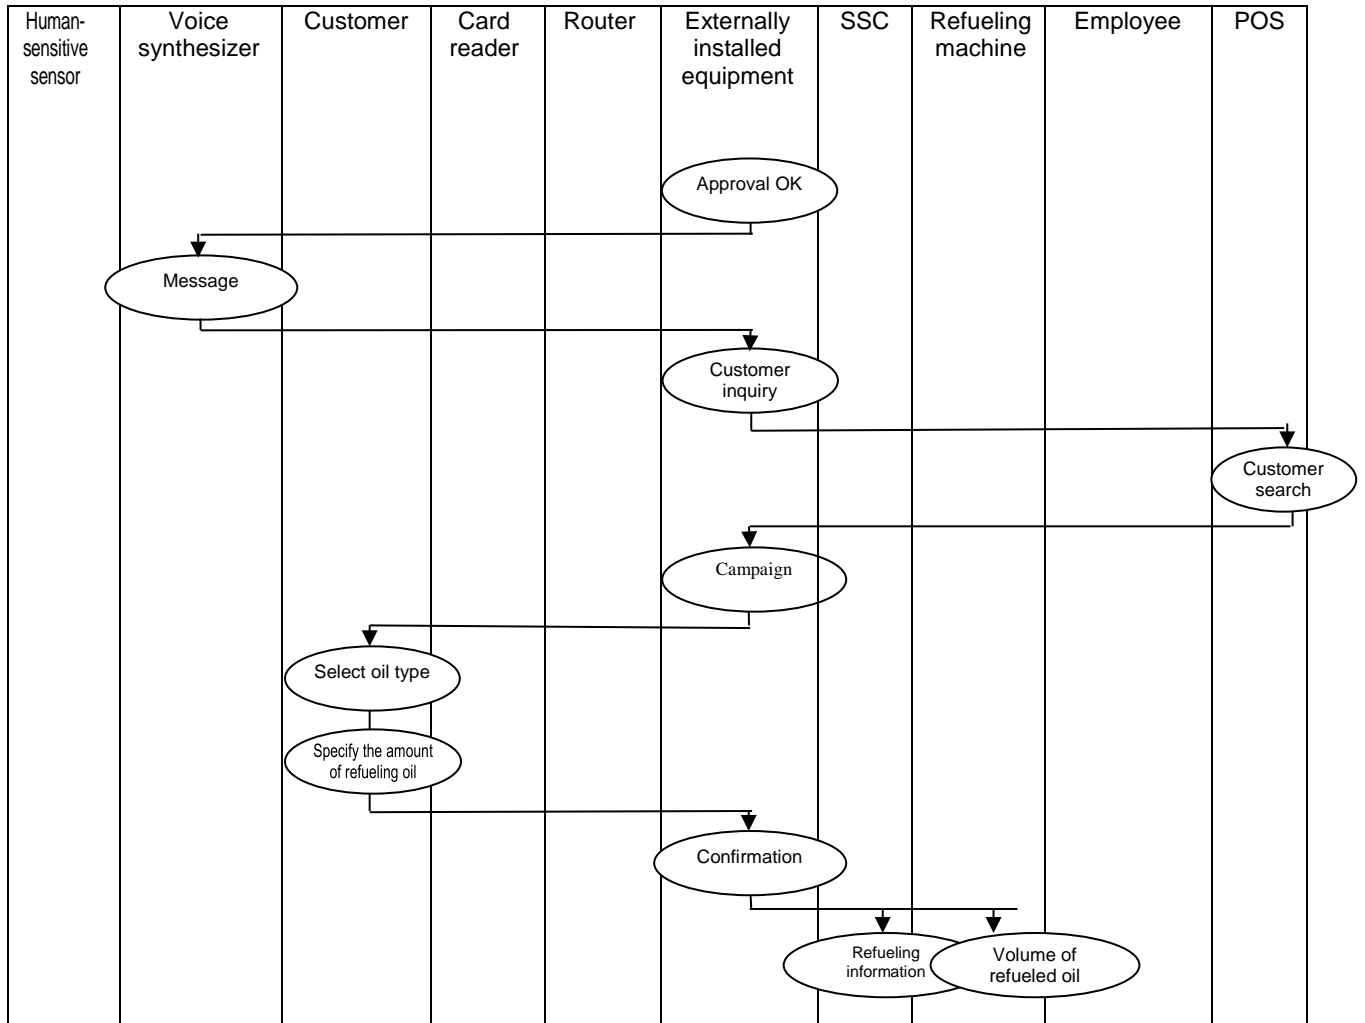 Human-
sensitive
sensor
Voice
synthesizer
Customer
Card
reader
Router
Externally
installed
equipment
SSC
Refueling
machine
Employee
POS
Approval OK
Message
Customer
inquiry
Customer
search
Campaign
Select oil type
Specify the amount
of refueling oil
Confirmation
Refueling
information
Volume of
refueled oil